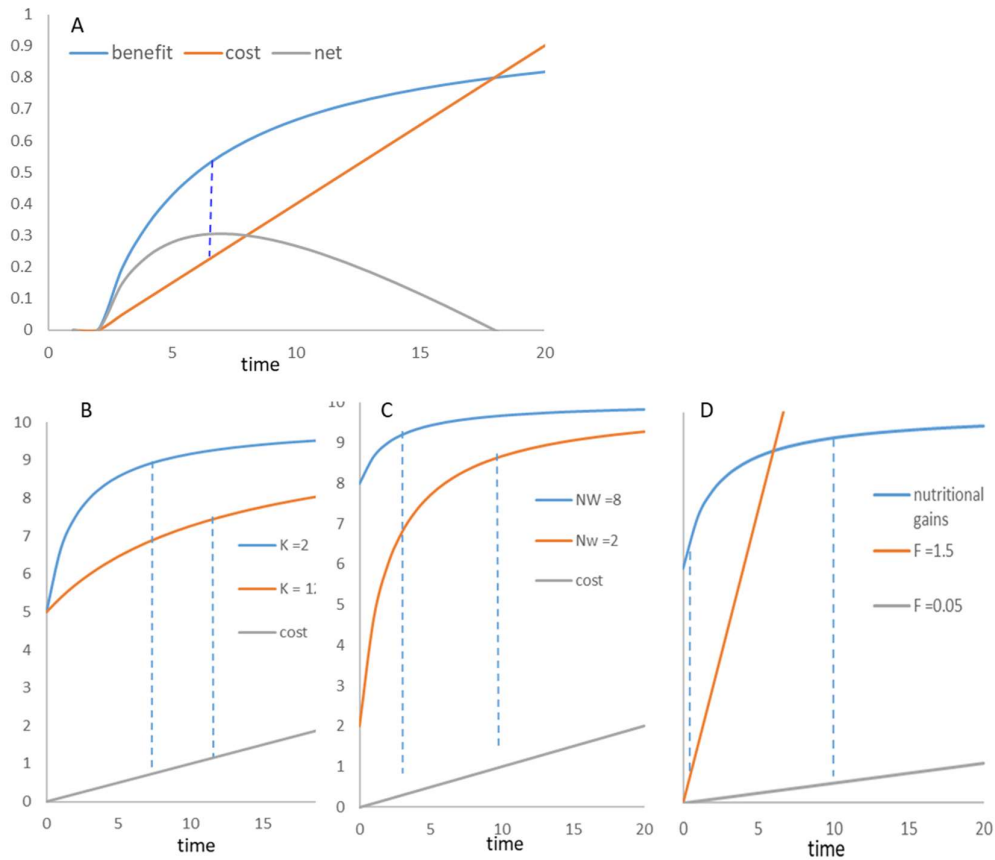 A
benefit cost net
1
0.9
0.8
0.7
0.6
0.5
0.4
0.3
0.2
0.1
0
0 5 10 15 20
time
B
10
9
8
7
6
5
4
3
2
1
0
K =2
cost
0 5 10 15
time
C
10
9
8
7
6
5
4
3
2
1
0
NW =8
Nw =2
cost
0 5 10 15 20
time
D
nutritional
gains
F =1.5
F =0.05
0 5 10 15 20
time